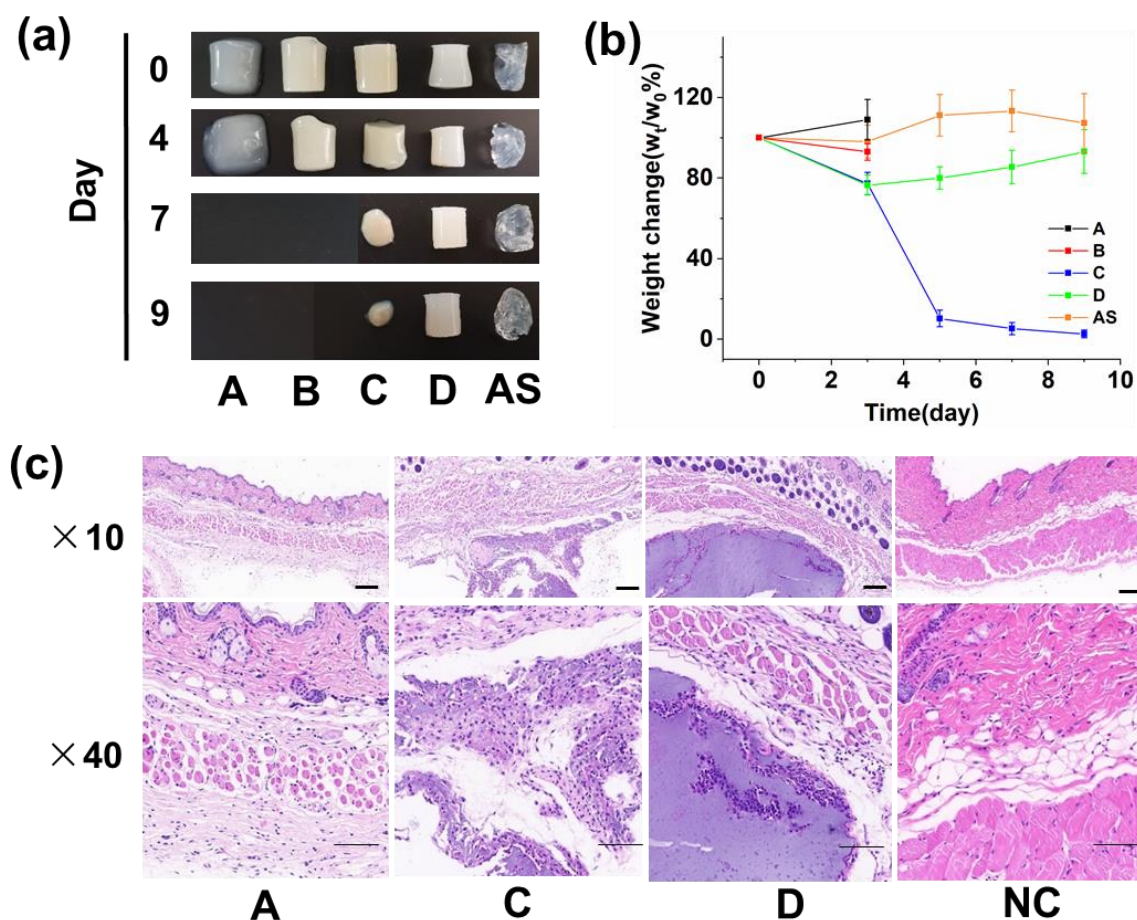 (a)
Day
0
4
7
9
A B C D AS
(b)
Weight change(wt/w0%)
120
80
40
0
A
B
C
D
AS
0 2 4 6 8 10
Time(day)
(c)
×10
×40
A C D NC